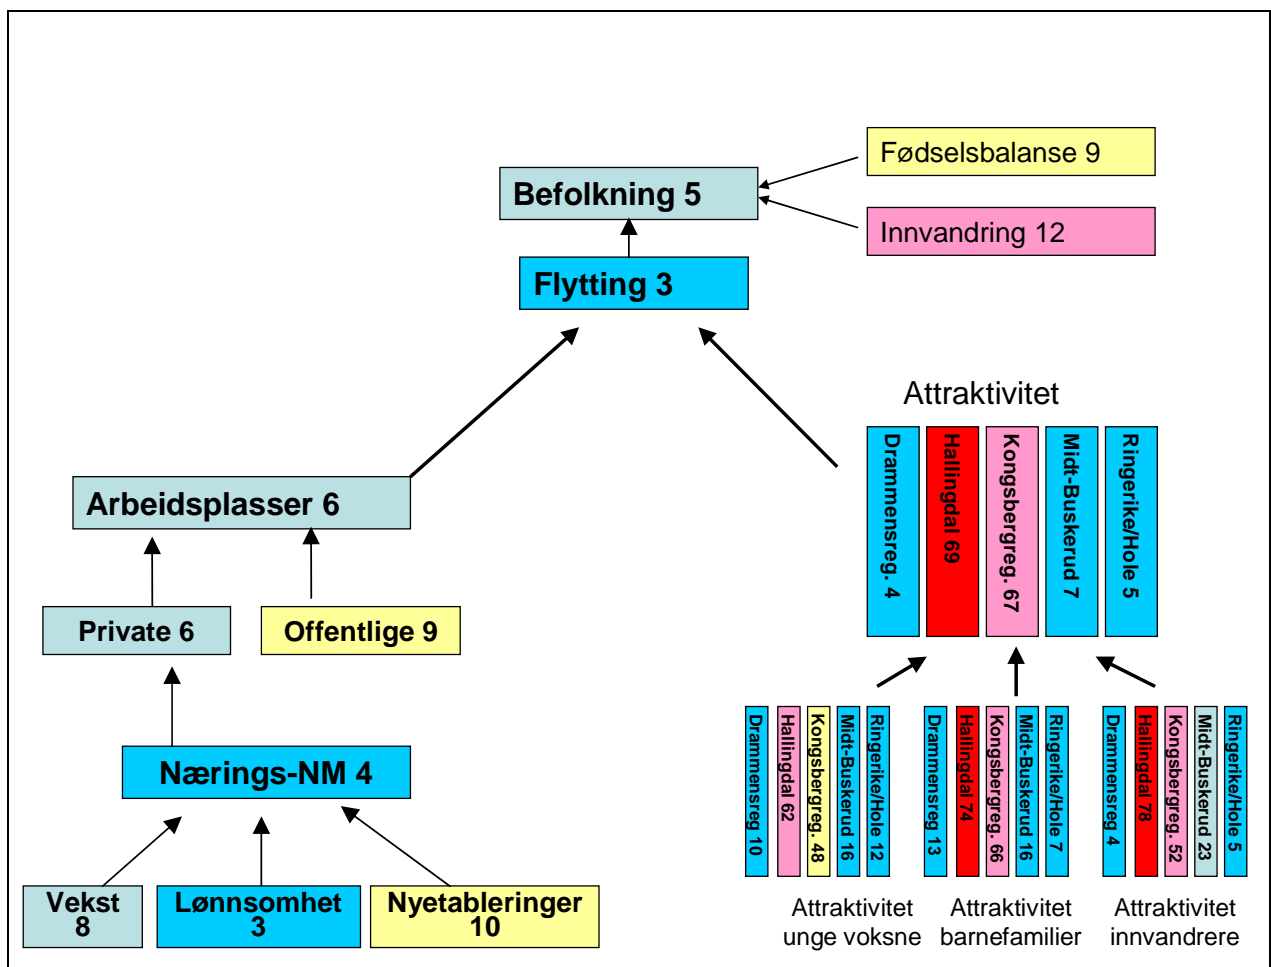 Fødselsbalanse 9
Befolkning 5
Innvandring 12
Flytting 3
Attraktivitet
Drammensreg. 4
Hallingdal 69
Kongsbergreg. 67
Midt-Buskerud 7
Ringerike/Hole 5
Arbeidsplasser 6
Private 6
Offentlige 9
Nærings-NM 4
Vekst
8
Lønnsomhet
3
Nyetableringer
10
Drammensreg 10
Hallingdal 62
Kongsbergreg. 48
Midt-Buskerud 16
Ringerike/Hole 12
Attraktivitet
unge voksne
Drammensreg 13
Hallingdal 74
Kongsbergreg. 66
Midt-Buskerud 16
Ringerike/Hole 7
Attraktivitet
barnefamilier
Drammensreg 4
Hallingdal 78
Kongsbergreg. 52
Midt-Buskerud 23
Ringerike/Hole 5
Attraktivitet
innvandrere